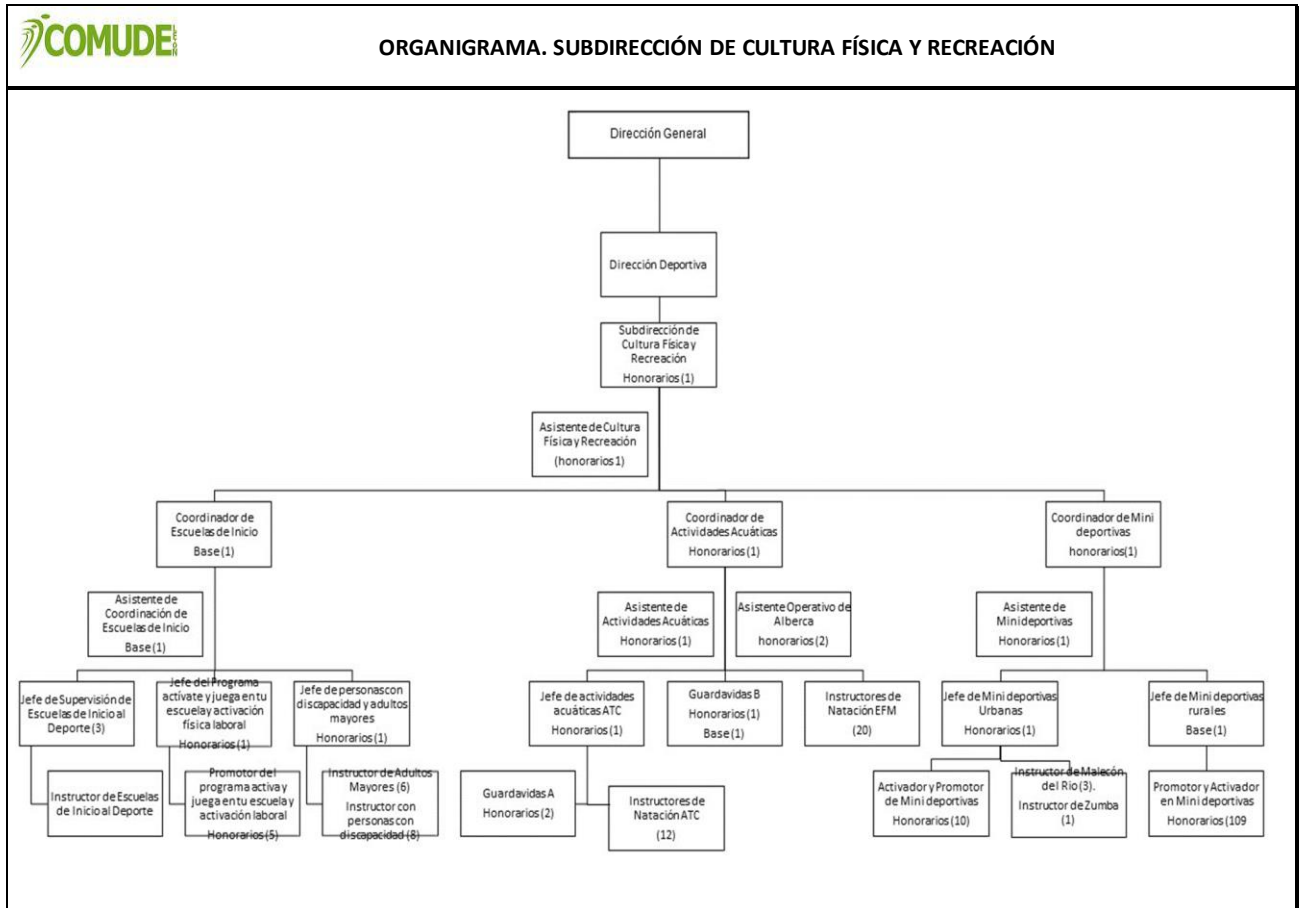 COMUDE
LEÓN
ORGANIGRAMA. SUBDIRECCIÓN DE CULTURA FÍSICA Y RECREACIÓN
Dirección General
Dirección Deportiva
Subdirección de
Cultura Física y
Recreación
Honorarios (1)
Asistente de Cultura
Física y Recreación
(honorarios 1)
Coordinador de
Escuelas de Inicio
Base (1)
Coordinador de
Actividades Acuáticas
Honorarios (1)
Coordinador de Mini
deportivas
honorarios(1)
Asistente de
Coordinación de
Escuelas de Inicio
Base (1)
Asistente de
Actividades Acuáticas
Honorarios (1)
Asistente Operativo de
Alberca
honorarios (2)
Asistente de
Mini deportivas
Honorarios (1)
Jefe de Supervisión de
Escuelas de Inicio al
Deporte (3)
Jefe del Programa
actívate y juega en tu
escuela y activación
física laboral
Honorarios (1)
Jefe de personas con
discapacidad y adultos
mayores
Honorarios (1)
Jefe de actividades
acuáticas ATC
Honorarios (1)
Guardavidas B
Honorarios (1)
Base (1)
Instructores de
Natación EFM
(20)
Jefe de Mini deportivas
Urbanas
Honorarios (1)
Jefe de Mini deportivas
rurales
Base (1)
Instructor de Escuelas
de Inicio al Deporte
Promotor del
programa activa y
juega en tu escuela y
activación laboral
Honorarios (5)
Instructor de Adultos
Mayores (6)
Instructor con
personas con
discapacidad (8)
Guardavidas A
Honorarios (2)
Instructores de
Natación ATC
(12)
Activador y Promotor
de Mini deportivas
Honorarios (10)
Instructor de Malecón
del Rio (3).
Instructor de Zumba
(1)
Promotor y Activador
en Mini deportivas
Honorarios (109